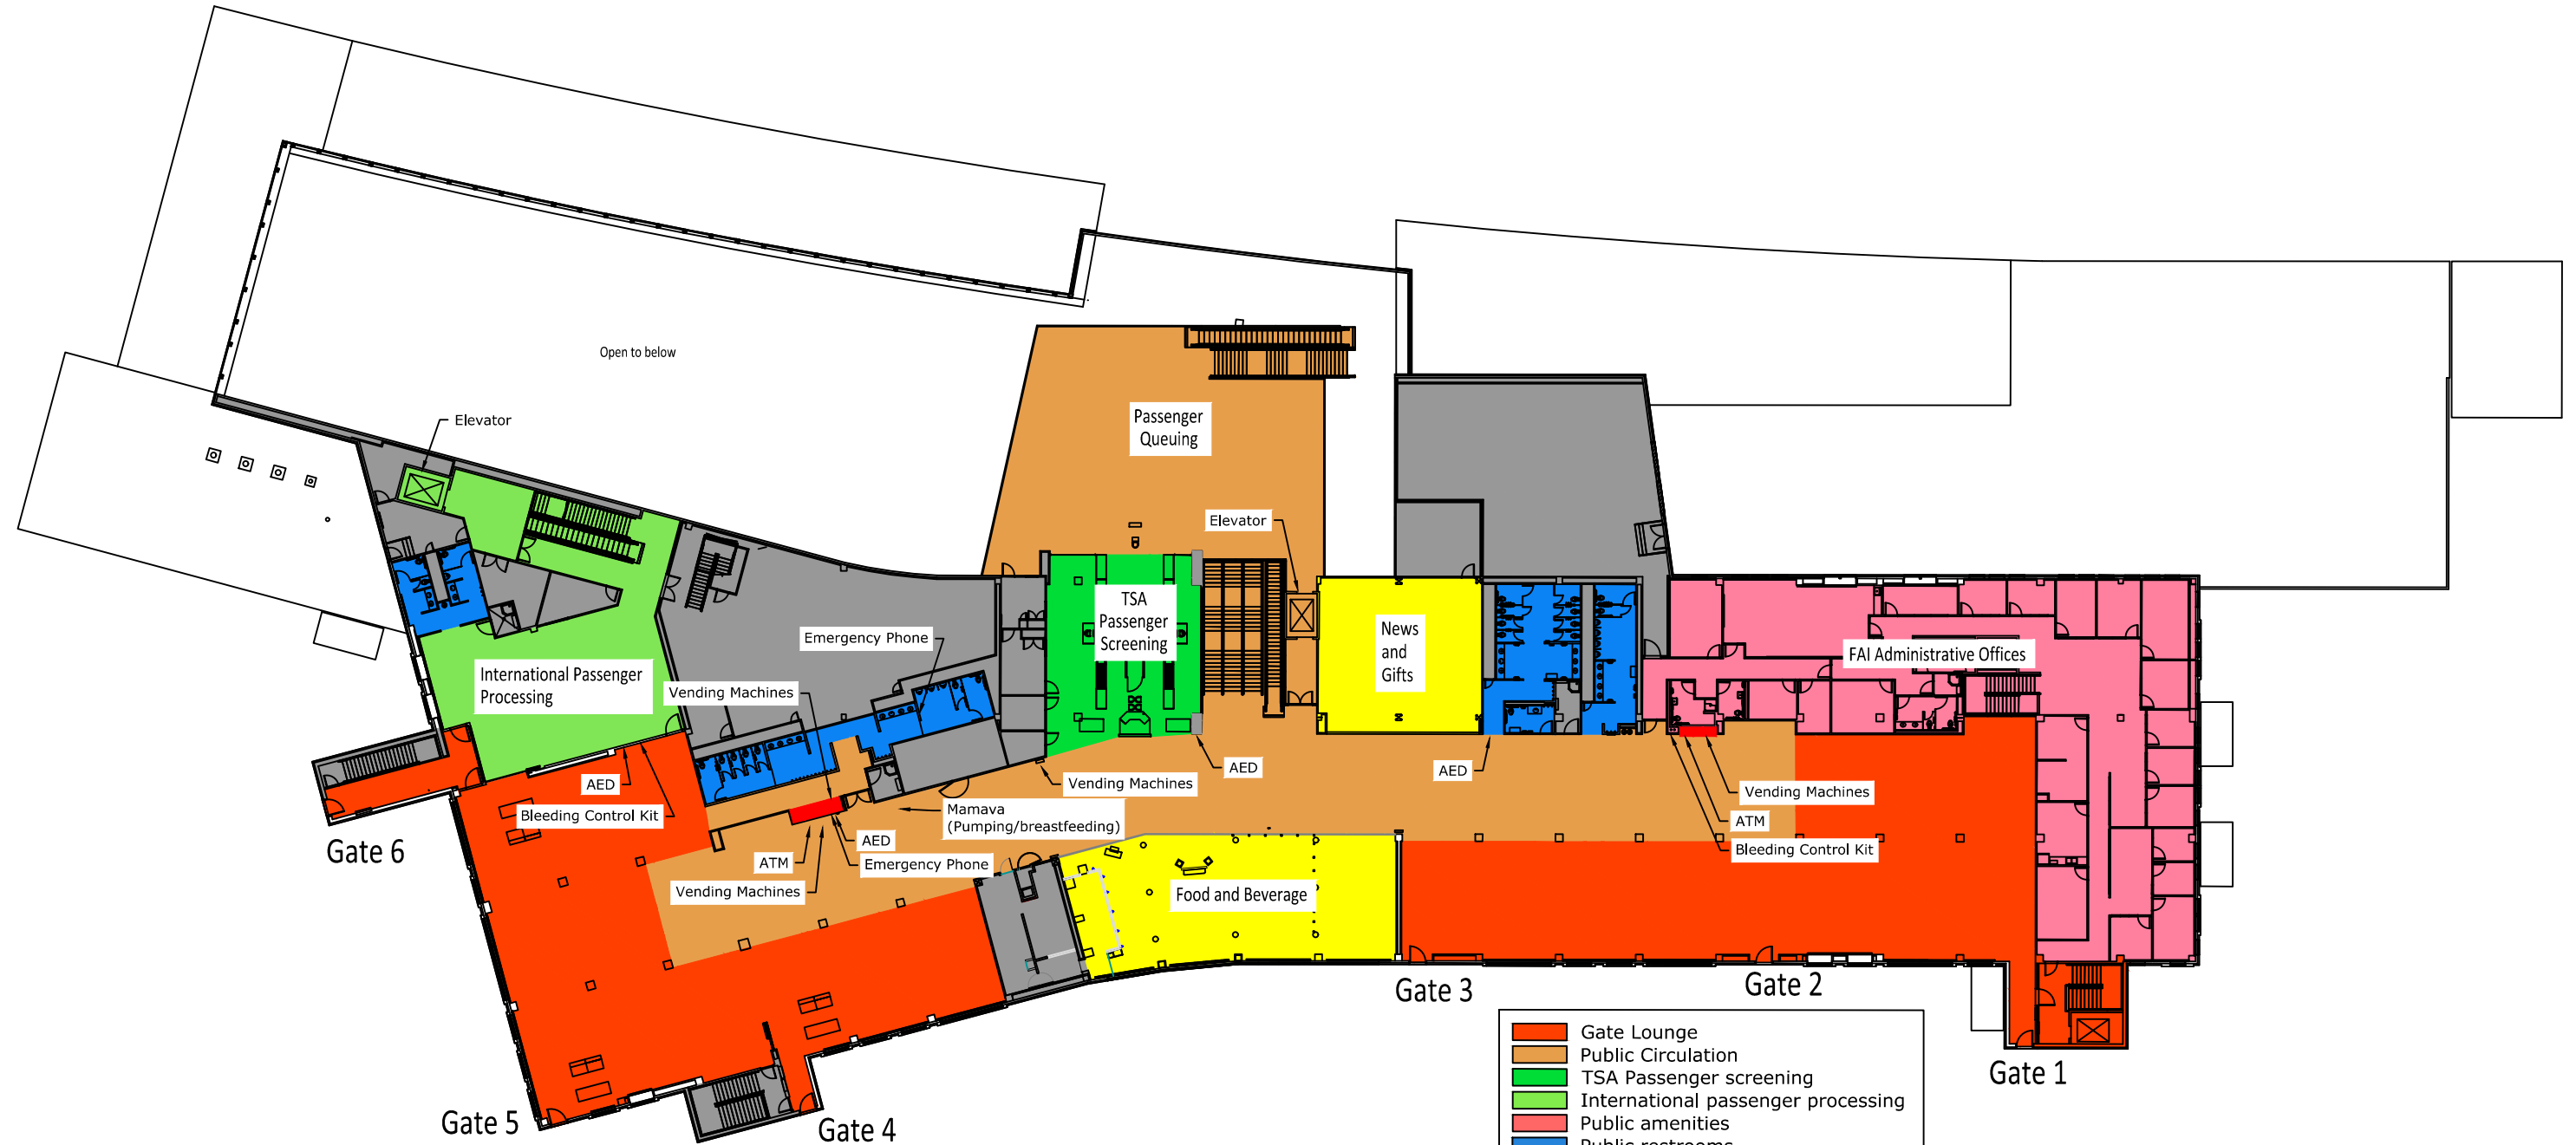 Open to below
Elevator
Passenger
Queuing
Elevator
TSA
Passenger
Screening
News
and
Gifts
FAI Administrative Offices
Emergency Phone
International Passenger
Processing
Vending Machines
AED
Bleeding Control Kit
Vending Machines
AED
AED
Mamava
(Pumping/breastfeeding)
AED
ATM
Emergency Phone
Vending Machines
Vending Machines
ATM
Bleeding Control Kit
Food and Beverage
Gate 6
Gate 5
Gate 4
Gate 3
Gate 2
Gate 1
Gate Lounge
Public Circulation
TSA Passenger screening
International passenger processing
Public amenities
Public restrooms